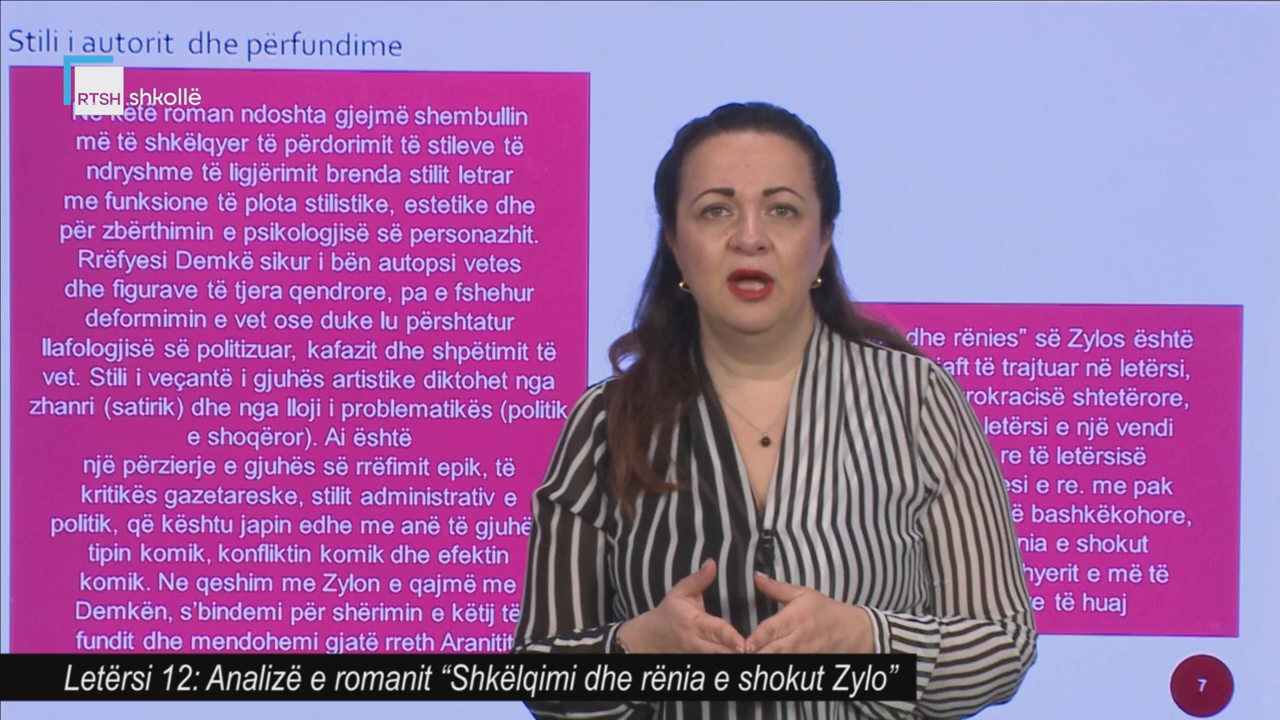 Stili i autorit dhe përfundime
RTSH shkollë
këtë roman ndoshta gjejmë shembullin
më të shkëlqyer të përdorimit të stileve të
ndryshme të ligjërimit brenda stilit letrar
me funksione të plota stilistike, estetike dhe
për zbërthimin e psikologjisë së personazhit.
Rrëfyesi Demkë sikur i bën autopsi vetes
dhe figurave të tjera qendrore, pa e fshehur
deformimin e vet ose duke Iu përshtatur
llafologjisë së politizuar, kafazit dhe shpëtimit të
vet. Stili i veçantë i gjuhës artistike diktohet nga
zhanri (satirik) dhe nga lloji i problematikës (politik
e shoqëror). Ai është
një përzierje e gjuhës së rrëfimit epik, të
kritikës gazetareske, stilit administrativ e
politik, që kështu japin edhe me anë të gjuhë
tipin komik, konfliktin komik dhe efektin
komik. Ne qeshim me Zylon e qajmë me
Demkën, s'bindemi për shërimin e këtij të
fundit dhe mendohemi gjatë rreth Aranitit
dhe rënies” së Zylos është
të trajtuar në letërsi,
shtetërore,
letërsi e një vendi
re të letërsisë
e re. me pak
bashkëkohore,
e shokut
e më të
të huaj
7
Letërsi 12: Analizë e romanit “Shkëlqimi dhe rënia e shokut Zylo”